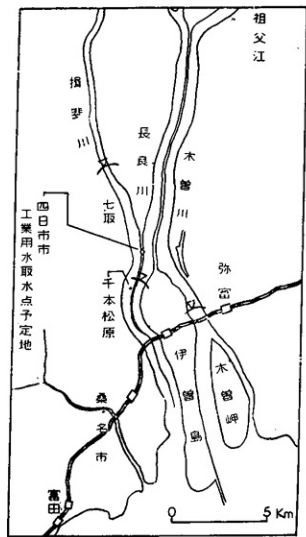 祖父江
揖斐川
長良川
木曽川
七取
四日市市
工業用水取水点予定地
千本松原
弥富
伊曽島
木曽岬
桑名市
富田
0 5 Km